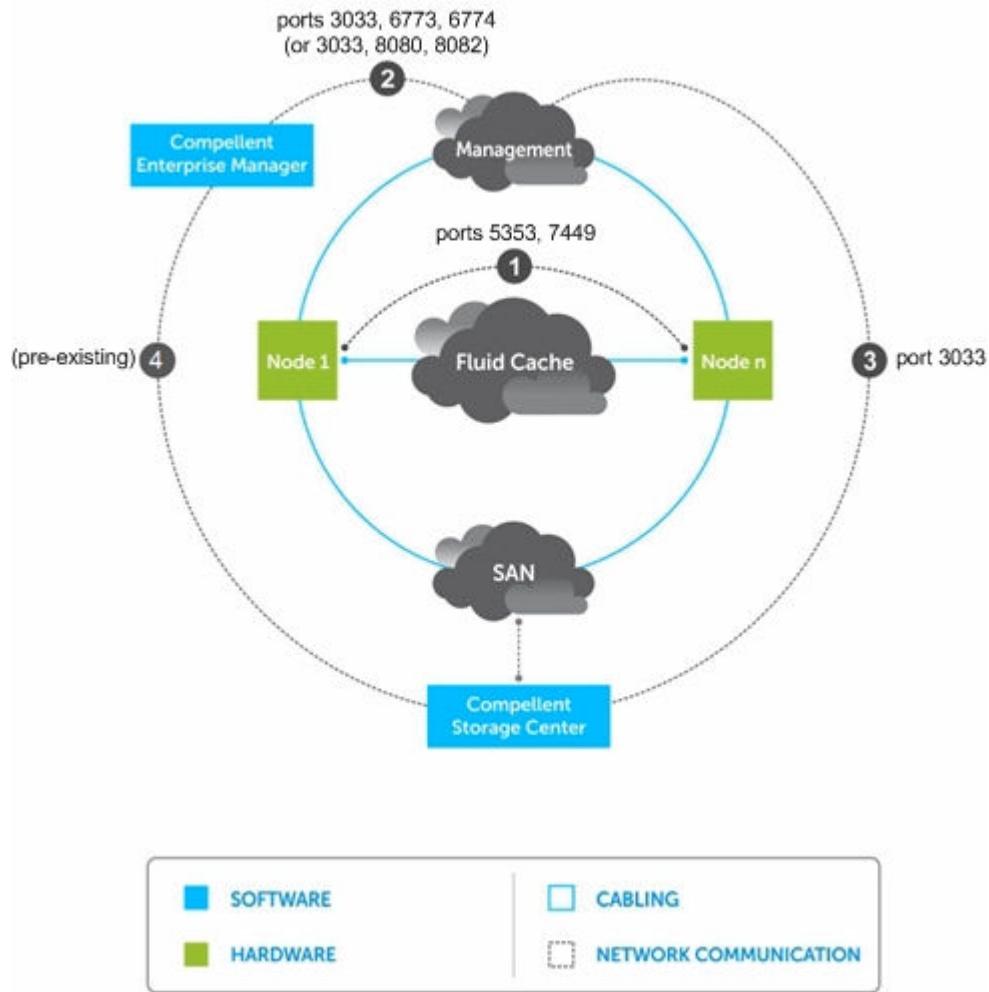 ports 3033, 6773, 6774
(or 3033, 8080, 8082)
2
Compellent
Enterprise Manager
Management
ports 5353, 7449
1
(pre-existing) 4
Node 1
Fluid Cache
Node n
3 port 3033
SAN
Compellent
Storage Center
SOFTWARE
CABLING
HARDWARE
NETWORK COMMUNICATION